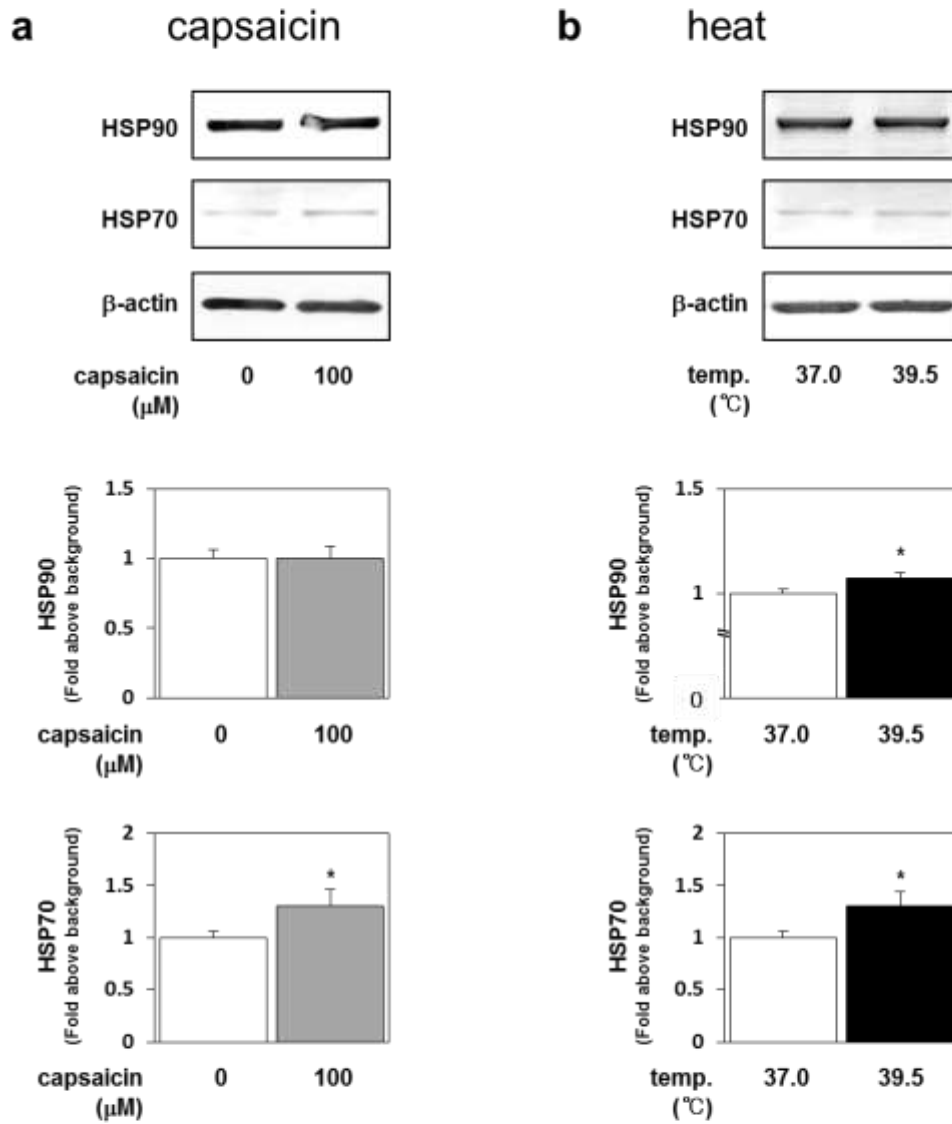 a capsaicin
HSP90
HSP70
β-actin
capsaicin 0 100
(μM)
HSP90
(Fold above background)
1.5
1
0.5
0
capsaicin 0 100
(μM)
HSP70
(Fold above background)
2
1.5
1
0.5
0
capsaicin 0 100
(μM)
b heat
HSP90
HSP70
β-actin
temp. 37.0 39.5
(℃)
HSP90
(Fold above background)
1.5
*
1
0
temp. 37.0 39.5
(℃)
HSP70
(Fold above background)
2
*
1.5
1
0.5
0
temp. 37.0 39.5
(℃)